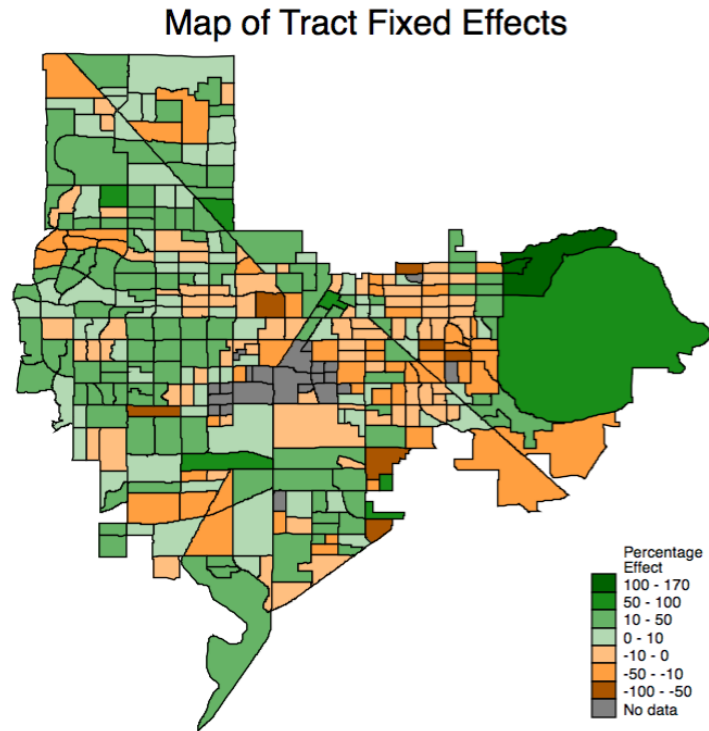 Map of Tract Fixed Effects
Percentage
Effect
100 - 170
50 - 100
10 - 50
0 - 10
-10 - 0
-50 - -10
-100 - -50
No data